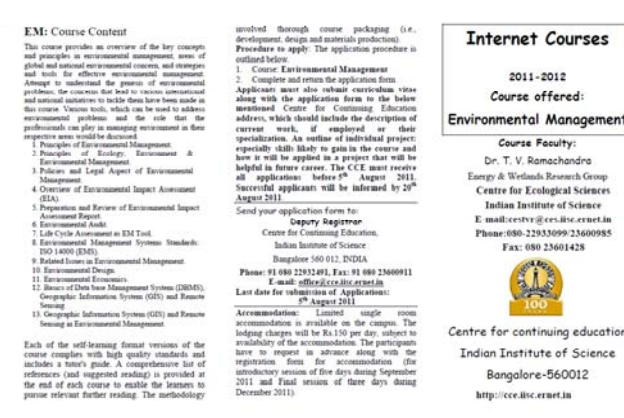 EM: Course Content
This course provides an overview of the key concepts
and principles in environmental management, areas of
global and national environmental concern, and strategies
and tools for effective environmental management.
Attempt to understand the genesis of environmental
problems; the concerns that lead to various international
and national initiatives to tackle them have been made in
this course. Various tools, which can be used to address
environmental problems and the role that the
professionals can play in managing environment in their
respective areas would be discussed.
1. Principles of Environmental Management.
2. Principles of Ecology, Environment &
Environmental Management.
3. Policies and Legal Aspect of Environmental
Management.
4. Overview of Environmental Impact Assessment
(EIA).
5. Preparation and Review of Environmental Impact
Assessment Report.
6. Environmental Audit.
7. Life Cycle Assessment as EM Tool.
8. Environmental Management Systems Standards:
ISO 14000 (EMS).
9. Related Issues in Environmental Management.
10. Environmental Design.
11. Environmental Economics.
12. Basics of Data base Management System (DBMS),
Geographic Information System (GIS) and Remote
Sensing
13. Geographic Information System (GIS) and Remote
Sensing in Environmental Management.
Each of the self-learning format versions of the
course complies with high quality standards and
includes a tutor's guide. A comprehensive list of
references (and suggested reading) is provided at
the end of each course to enable the learners to
pursue relevant further reading. The methodology
involved thorough course packaging (i.e.,
development, design and materials production).
Procedure to apply: The application procedure is
outlined below.
1. Course: Environmental Management
2. Complete and return the application form
Applicants must also submit curriculum vitae
along with the application form to the below
mentioned Centre for Continuing Education
address, which should include the description of
current work, if employed or their
specialization. An outline of individual project:
especially skills likely to gain in the course and
how it will be applied in a project that will be
helpful in future career. The CCE must receive
all applications before 5th August 2011.
Successful applicants will be informed by 20th
August 2011.
Send your application form to:
Deputy Registrar
Centre for Continuing Education,
Indian Institute of Science
Bangalore 560 012, INDIA
Phone: 91 080 22932491, Fax: 91 080 23600911
E-mail: office@cce.iisc.ernet.in
Last date for submission of Applications:
5th August 2011
Accommodation: Limited single room
accommodation is available on the campus. The
lodging charges will be Rs.150 per day, subject to
availability of the accommodation. The participants
have to request in advance along with the
registration form for accommodation (for
introductory session of five days during September
2011 and Final session of three days during
December 2011).
Internet Courses
2011-2012
Course offered:
Environmental Management
Course Faculty:
Dr. T. V. Ramachandra
Energy & Wetlands Research Group
Centre for Ecological Sciences
Indian Institute of Science
E-mail:cestvr@ces.iisc.ernet.in
Phone:080-22933099/23600985
Fax: 080 23601428
100
Centre for continuing education
Indian Institute of Science
Bangalore-560012
http://cce.iisc.ernet.in